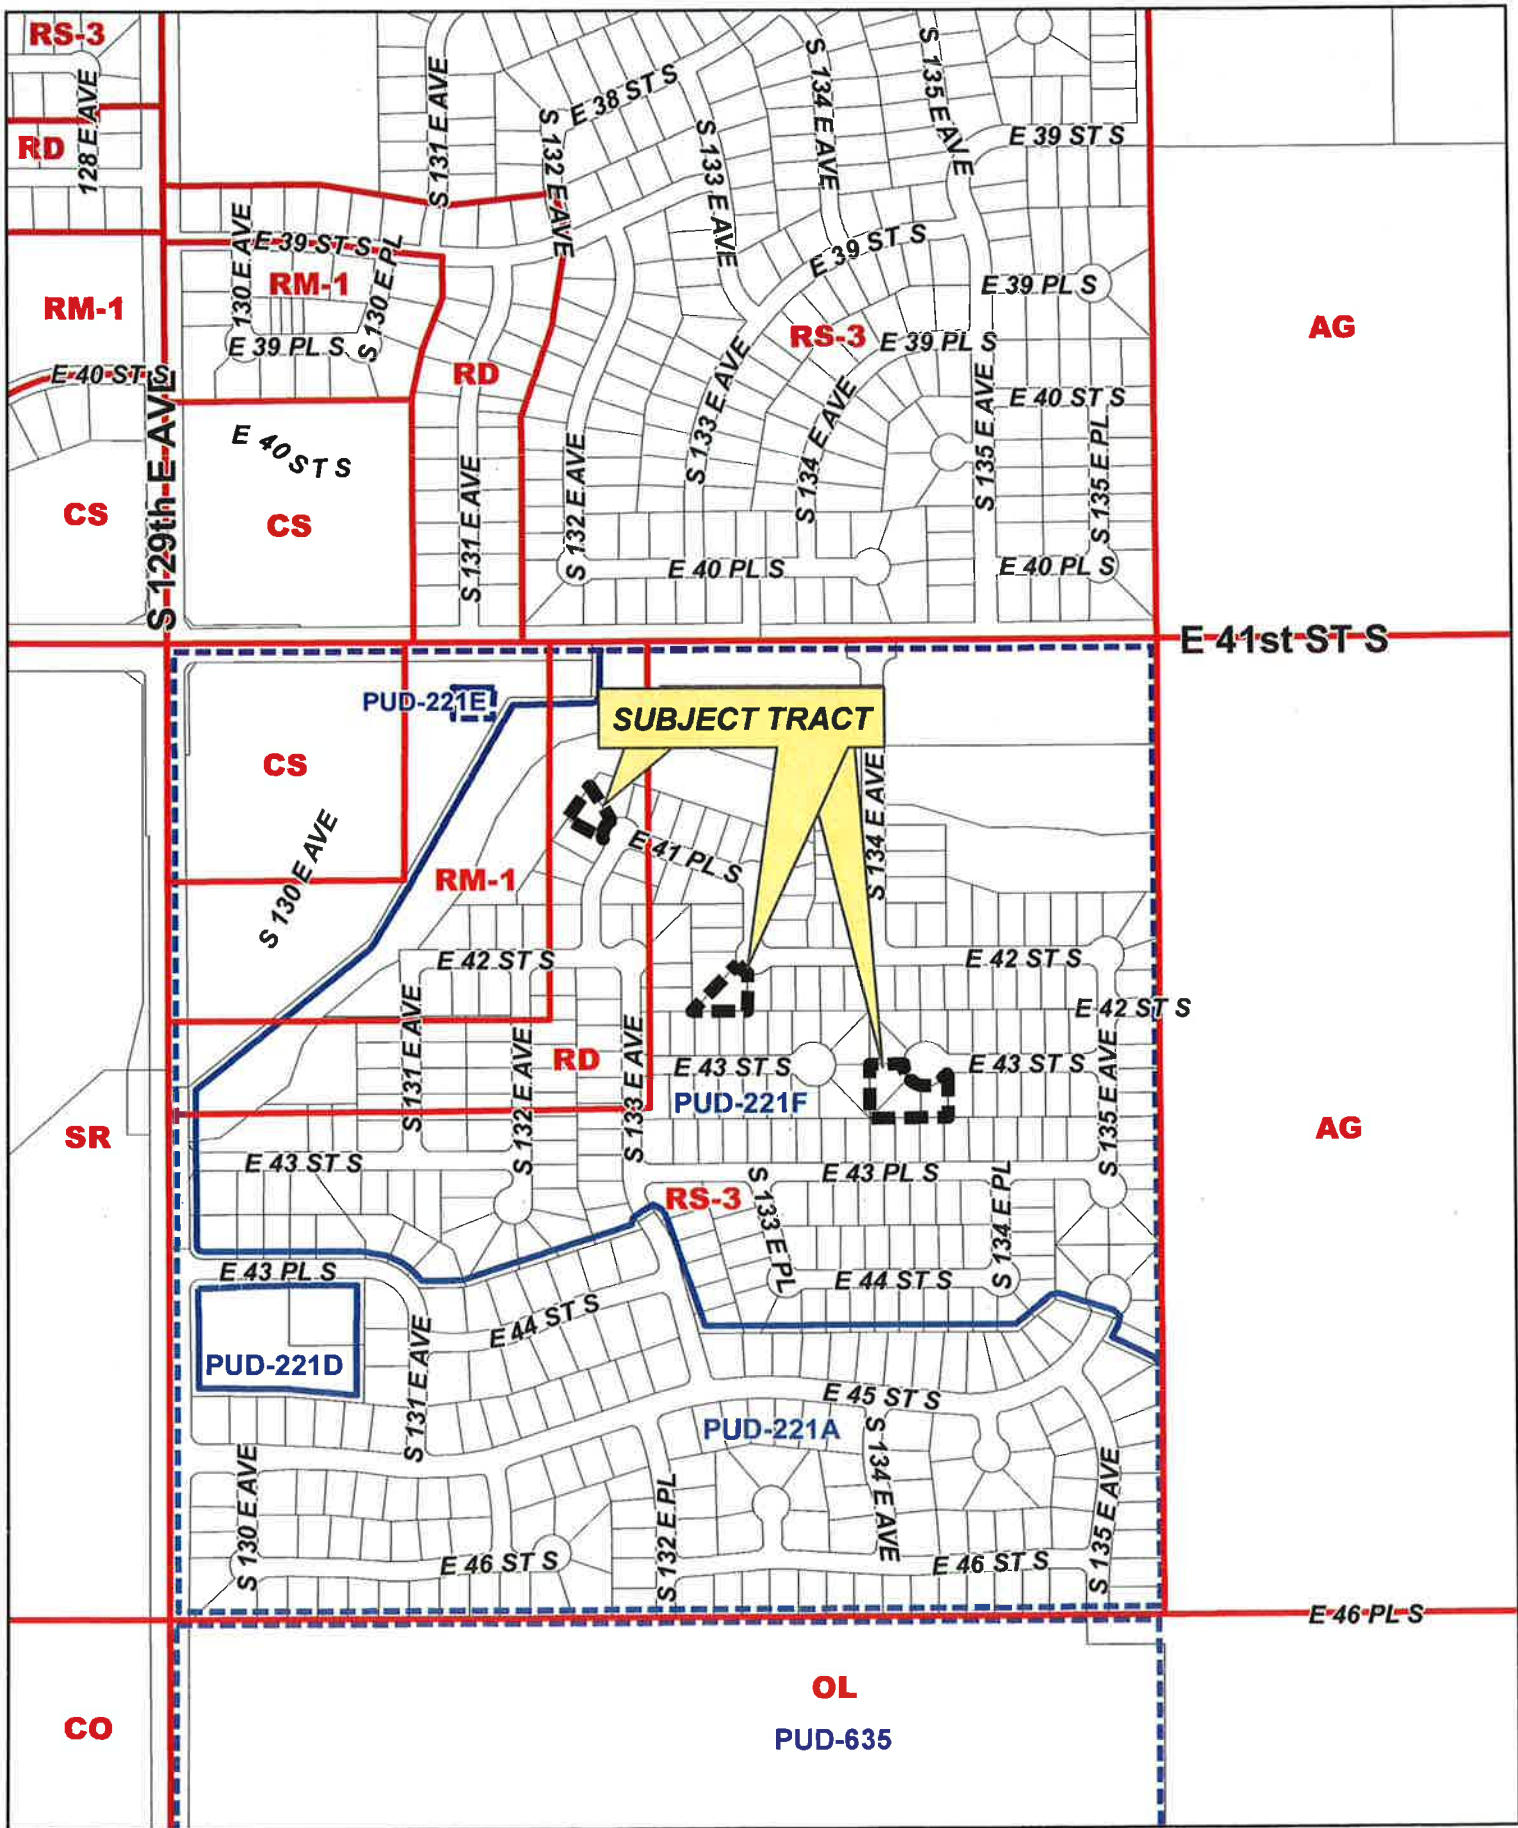 RS-3
128 E AVE
RD
S 131 E AVE
S 132 E AVE
E 38 ST S
S 133 E AVE
S 134 E AVE
S 135 E AVE
E 39 ST S
130 E AVE
E 39 ST S
S 130 E PL
RM-1
RM-1
E 39 PL S
E 39 ST S
E 39 PL S
RS-3
E 39 PL S
AG
E 40 ST S
RD
S 133 E AVE
S 134 E AVE
S 135 E AVE
E 40 ST S
S 135 E PL
S 129th E AVE
E 40 ST S
CS
CS
S 131 E AVE
S 132 E AVE
E 40 PL S
E 40 PL S
E 41st ST S
PUD-221E
SUBJECT TRACT
CS
S 134 E AVE
S 130 E AVE
RM-1
E 41 PL S
E 42 ST S
E 42 ST S
E 42 ST S
S 131 E AVE
S 132 E AVE
RD
S 133 E AVE
E 43 ST S
E 43 ST S
S 135 E AVE
PUD-221F
SR
AG
E 43 ST S
E 43 PL S
RS-3
S 133 E PL
S 134 E PL
E 43 PL S
E 44 ST S
E 44 ST S
PUD-221D
S 131 E AVE
E 45 ST S
PUD-221A
S 134 E AVE
S 130 E AVE
S 132 E PL
S 135 E AVE
E 46 ST S
E 46 ST S
E 46 PL S
OL
CO
PUD-635